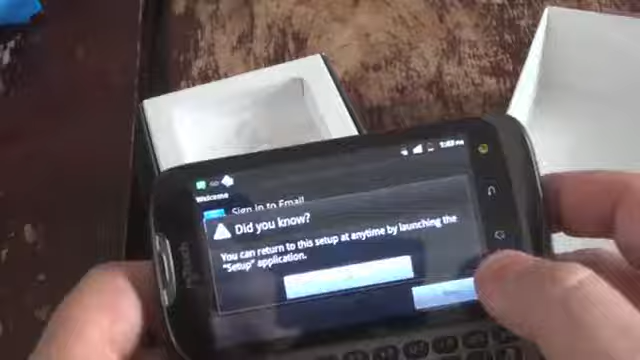 Welcome
Sign in to Email
Did you know?
You can return to this setup at anytime by launching the
"Setup" application.